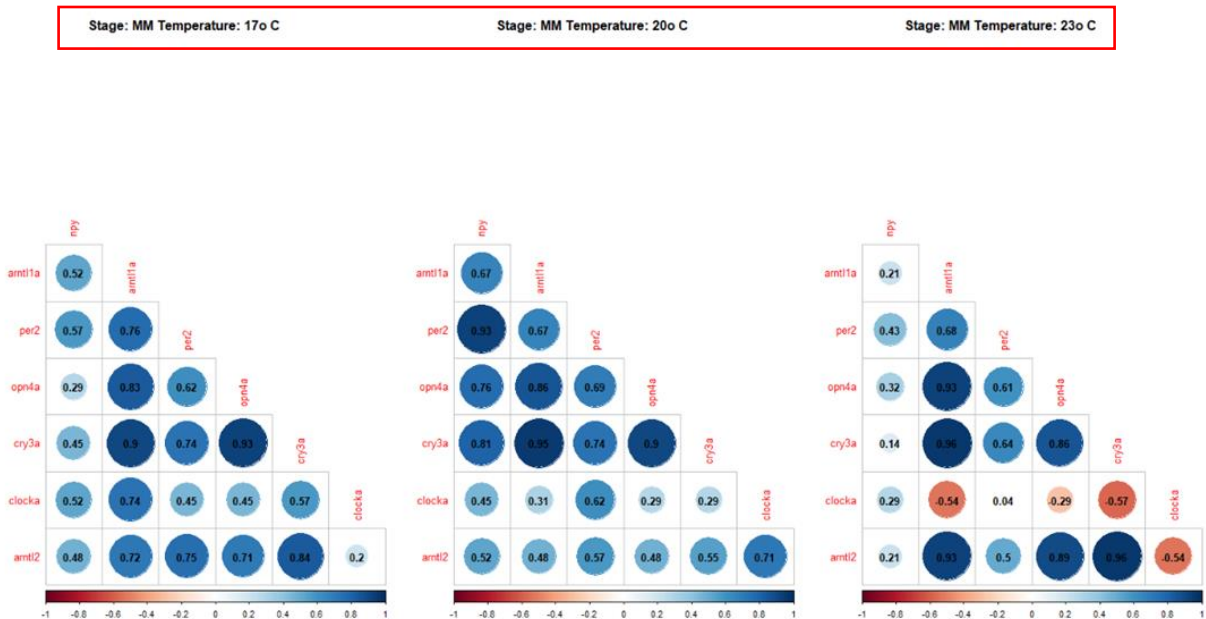 Stage: MM Temperature: 17o C
Stage: MM Temperature: 20o C
Stage: MM Temperature: 23o C
npy
arntl1a 0.52 arntl1a
per2 0.57 0.76 per2
opn4a 0.29 0.83 0.62 opn4a
cry3a 0.45 0.9 0.74 0.93 cry3a
clocka 0.52 0.74 0.45 0.45 0.57 clocka
arntl2 0.48 0.72 0.75 0.71 0.84 0.2
-1 -0.8 -0.6 -0.4 -0.2 0 0.2 0.4 0.6 0.8 1
npy
arntl1a 0.67 arntl1a
per2 0.93 0.67 per2
opn4a 0.76 0.86 0.69 opn4a
cry3a 0.81 0.95 0.74 0.9 cry3a
clocka 0.45 0.31 0.62 0.29 0.29 clocka
arntl2 0.52 0.48 0.57 0.48 0.55 0.71
-1 -0.8 -0.6 -0.4 -0.2 0 0.2 0.4 0.6 0.8 1
npy
arntl1a 0.21 arntl1a
per2 0.43 0.68 per2
opn4a 0.32 0.93 0.61 opn4a
cry3a 0.14 0.96 0.64 0.86 cry3a
clocka 0.29 -0.54 0.04 -0.29 -0.57 clocka
arntl2 0.21 0.93 0.5 0.89 0.96 -0.54
-1 -0.8 -0.6 -0.4 -0.2 0 0.2 0.4 0.6 0.8 1